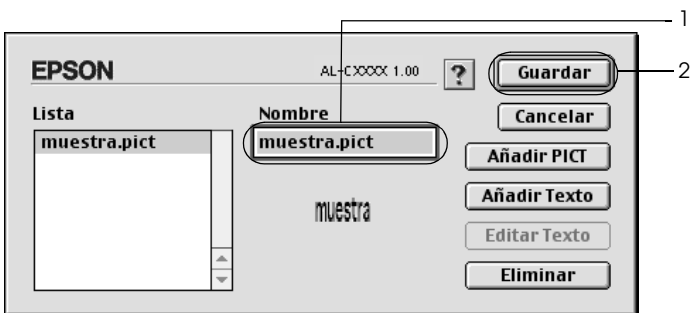 1
EPSON
AL-CXXXX 1.00
?
Guardar
2
Lista
Nombre
Cancelar
muestra.pict
muestra.pict
Añadir PICT
muestra
Añadir Texto
Editar Texto
Eliminar